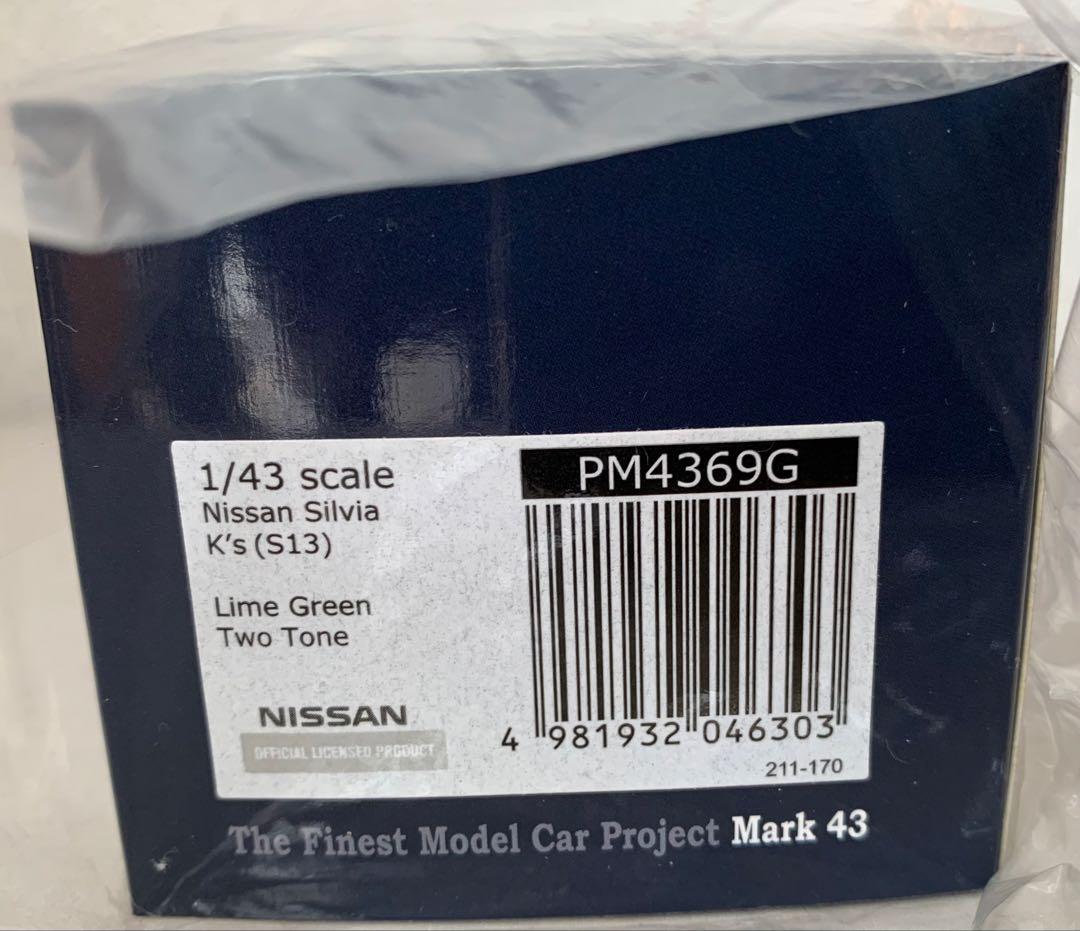 1/43 scale
Nissan Silvia
K's (S13)
Lime Green
Two Tone
NISSAN
OFFICIAL LICENSED PRODUCT
PM4369G
4 981932 046303
211-170
The Finest Model Car Project Mark 43